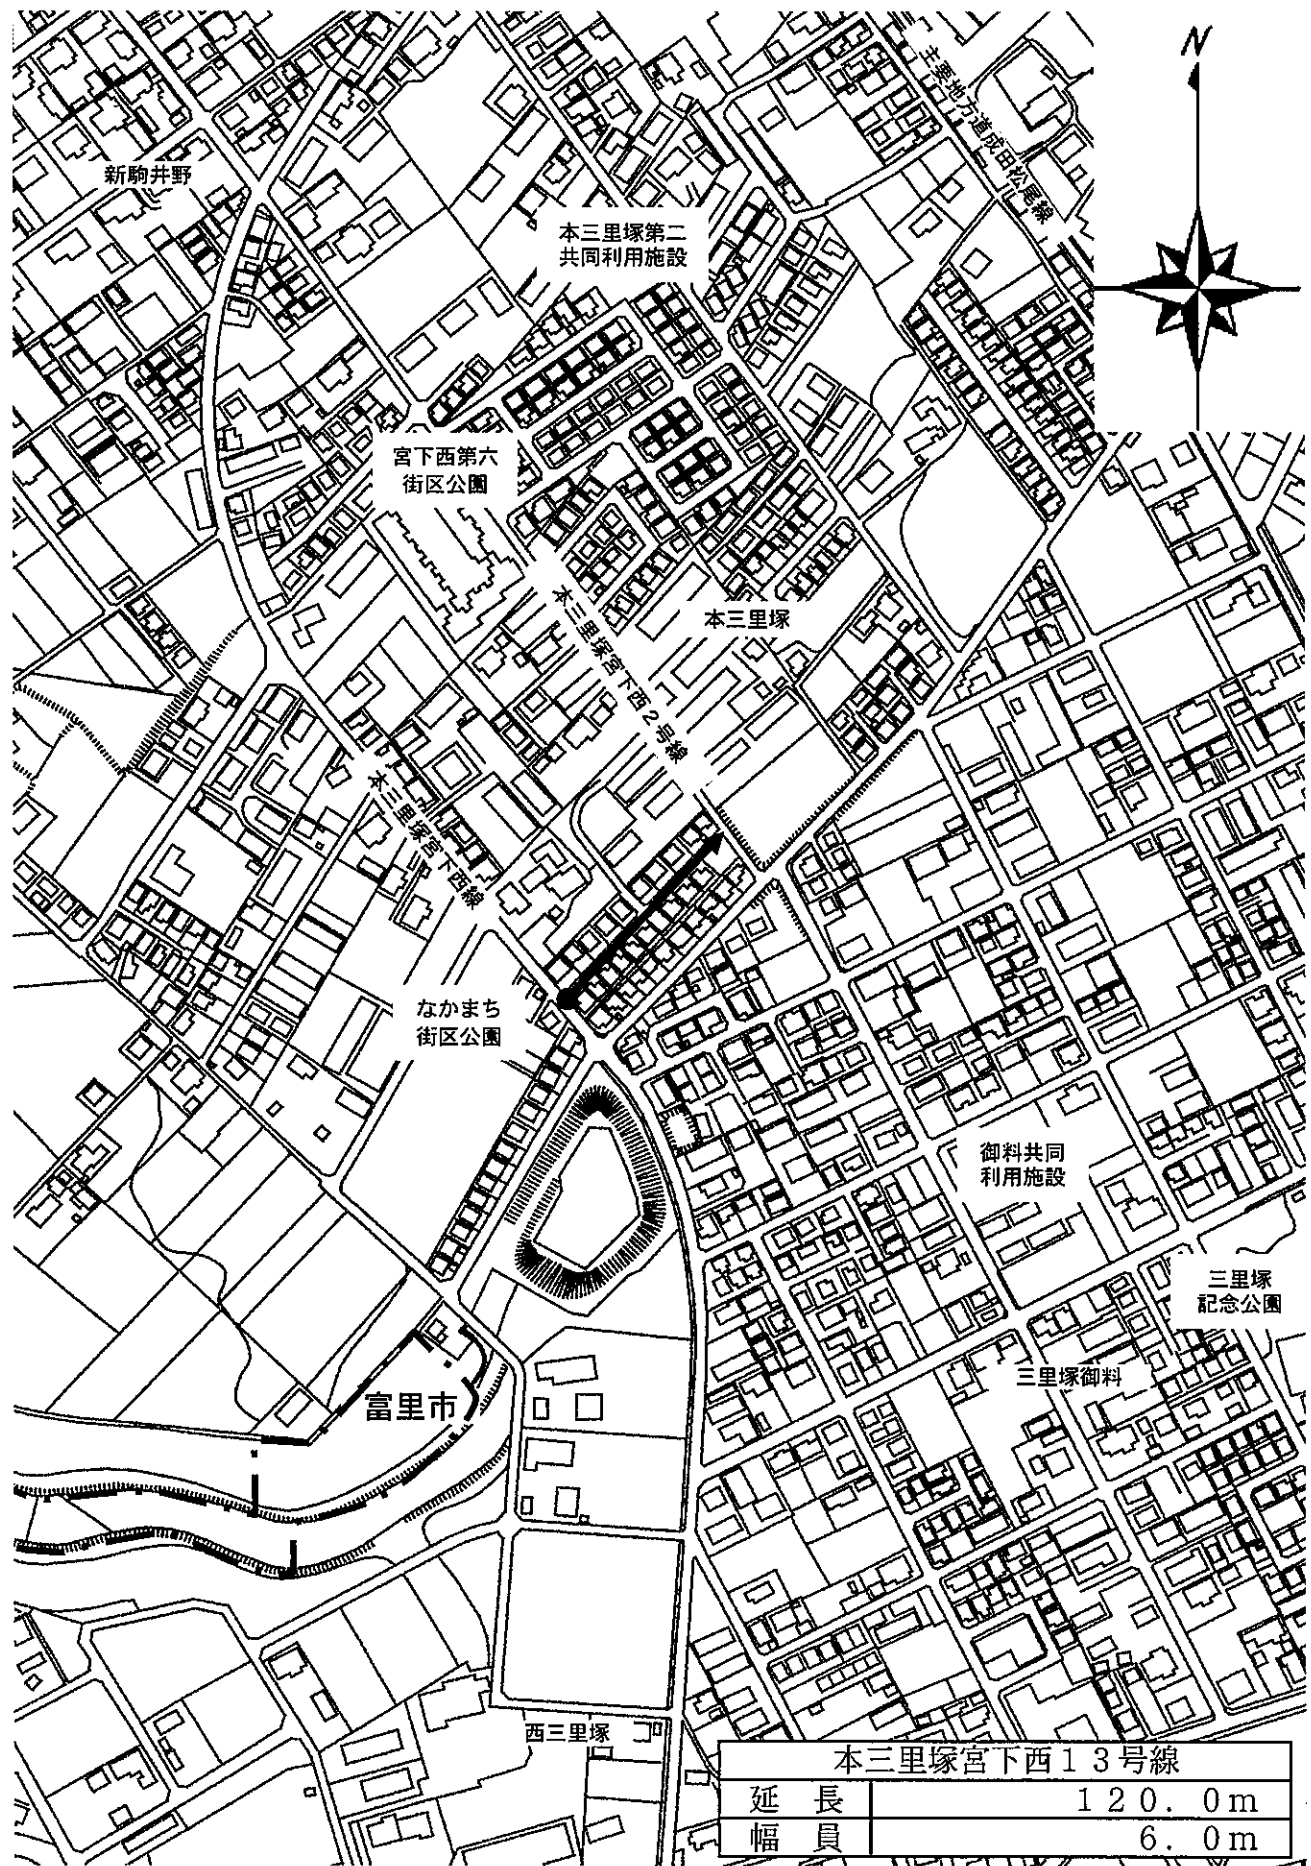 N
主要地方道成田松尾線
新駒井野
本三里塚第二
共同利用施設
宮下西第六
街区公園
本三里塚宮下西2号線
本三里塚
本三里塚宮下西線
なかまち
街区公園
御料共同
利用施設
三里塚
記念公園
三里塚御料
富里市
西三里塚
本三里塚宮下西13号線
延長 120.0m
幅員 6.0m